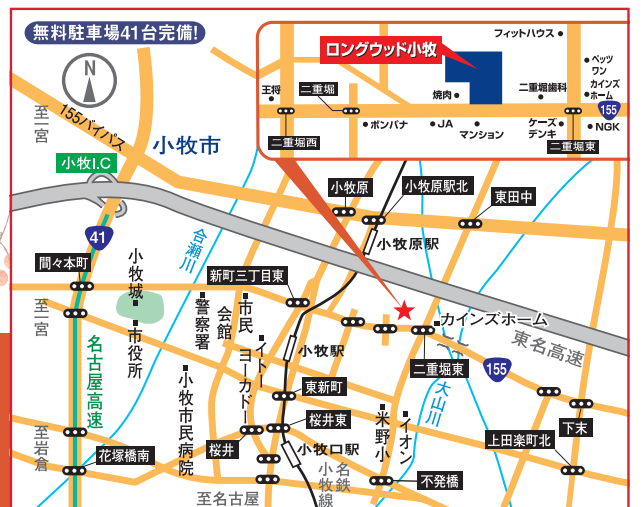 無料駐車場41台完備!
N
至一宮
155バイパス
小牧市
小牧I.C
ロングウッド小牧
フィットハウス
王将
二重堀
焼肉
二重堀歯科
ペッツワン
カインズホーム
155
二重堀西
ボンバナ
JA
マンション
ケーズデンキ
NGK
二重堀東
小牧原
小牧原駅北
東田中
小牧原駅
合瀬川
41
間々本町
小牧城
新町三丁目東
至一宮
市役所
警察署
市民会館
イトーヨーカドー
小牧駅
カインズホーム
東名高速
二重堀東
155
名古屋高速
小牧市民病院
東新町
大山川
桜井東
桜井
米野小
イオン
下末
上田楽町北
至岩倉
花塚橋南
小牧口駅
名鉄小牧線
不発橋
至名古屋